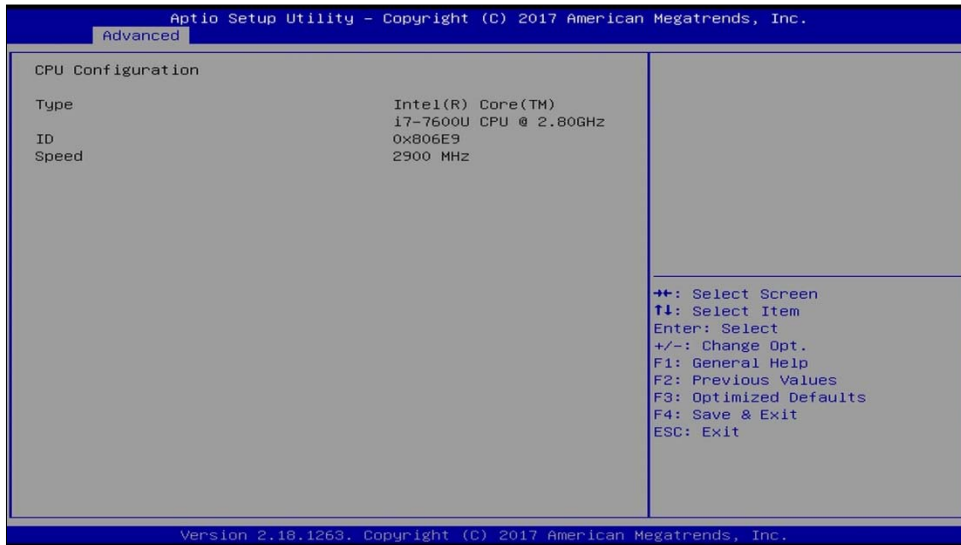 Aptio Setup Utility – Copyright (C) 2017 American Megatrends, Inc.
Advanced
CPU Configuration
Type Intel(R) Core(TM)
i7-7600U CPU @ 2.80GHz
ID 0x806E9
Speed 2900 MHz
→←: Select Screen
↑↓: Select Item
Enter: Select
+/-: Change Opt.
F1: General Help
F2: Previous Values
F3: Optimized Defaults
F4: Save & Exit
ESC: Exit
Version 2.18.1263. Copyright (C) 2017 American Megatrends, Inc.